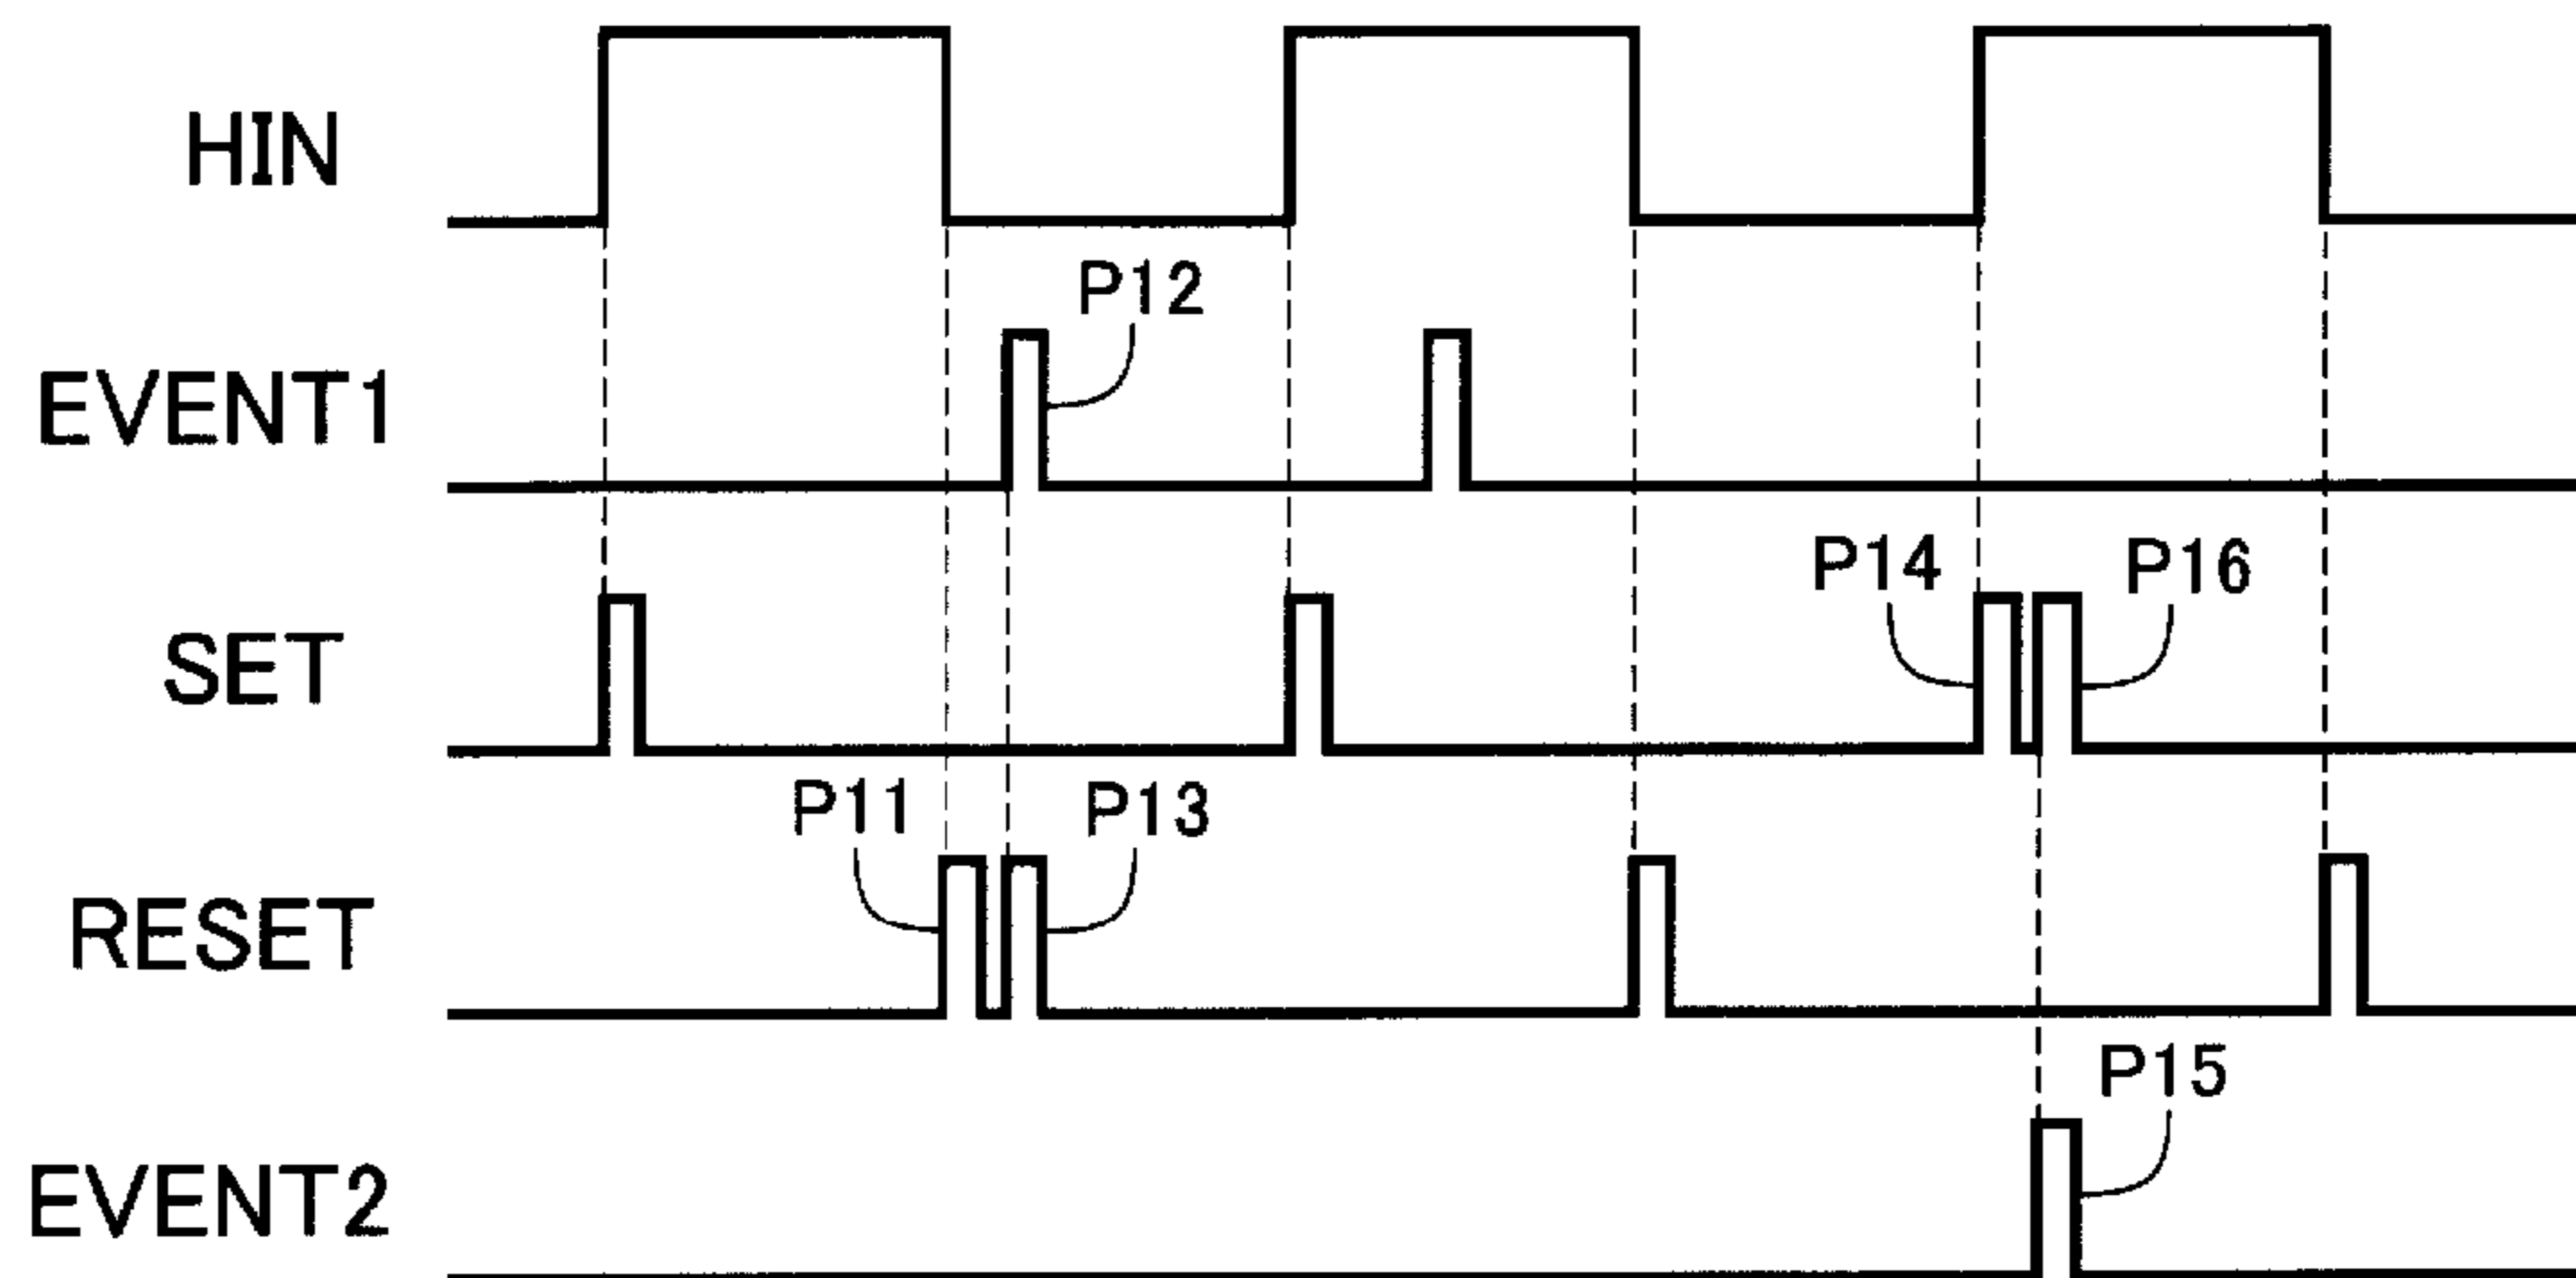 HIN
P12
EVENT1
P14 P16
SET
P11 P13
RESET
P15
EVENT2